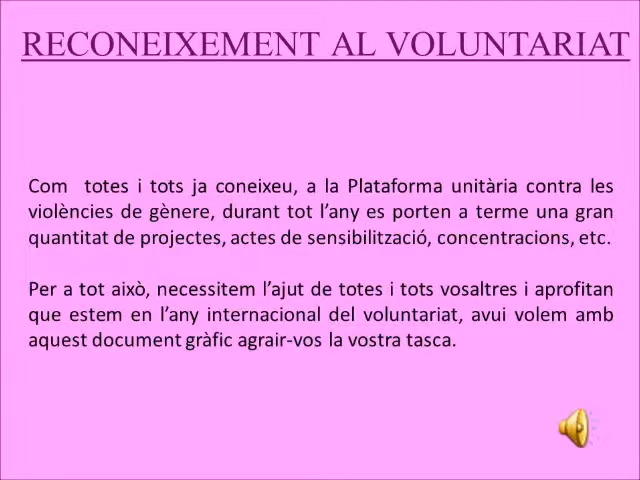 RECONEIXEMENT AL VOLUNTARIAT
Com totes i tots ja coneixeu, a la Plataforma unitària contra les
violències de gènere, durant tot l'any es porten a terme una gran
quantitat de projectes, actes de sensibilització, concentracions, etc.
Per a tot això, necessitem l'ajut de totes i tots vosaltres i aprofitan
que estem en l'any internacional del voluntariat, avui volem amb
aquest document gràfic agrair-vos la vostra tasca.